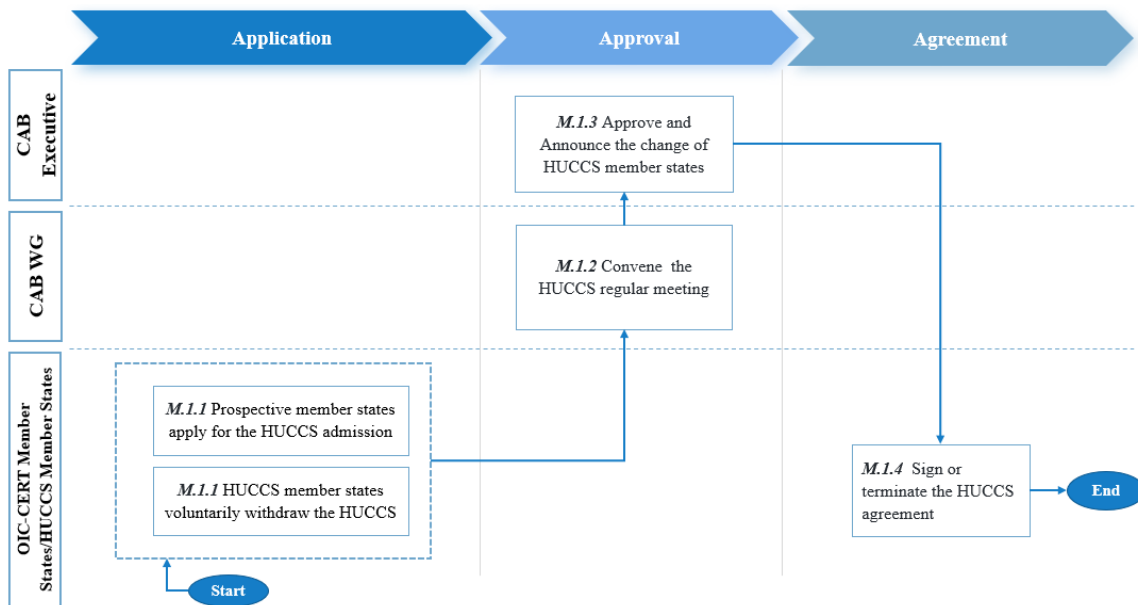 Application
Approval
Agreement
CAB
Executive
M.1.3 Approve and
Announce the change of
HUCCS member states
CAB WG
M.1.2 Convene the
HUCCS regular meeting
OIC-CERT Member
States/HUCCS Member States
M.1.1 Prospective member states
apply for the HUCCS admission
M.1.1 HUCCS member states
voluntarily withdraw the HUCCS
M.1.4 Sign or
terminate the HUCCS
agreement
End
Start